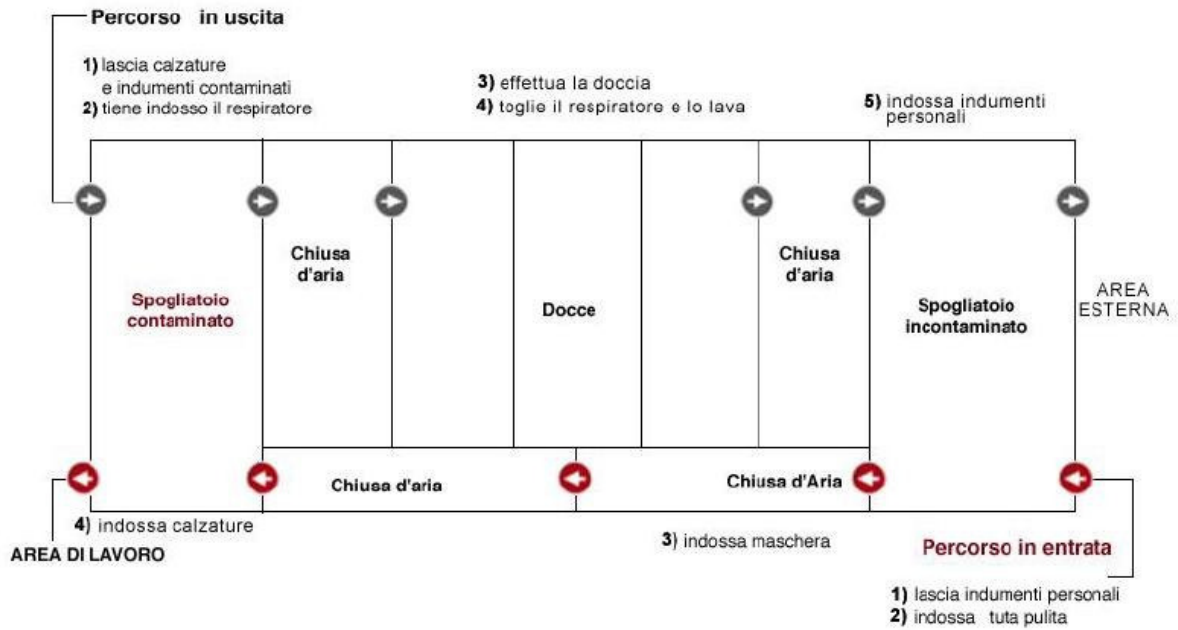 Percorso in uscita
1) lascia calzature
e indumenti contaminati
2) tiene indosso il respiratore
3) effettua la doccia
4) toglie il respiratore e lo lava
5) indossa indumenti
personali
Chiusa
d'aria
Chiusa
d'aria
Spogliatoio
contaminato
Docce
Spogliatoio
incontaminato
AREA
ESTERNA
Chiusa d'aria
Chiusa d'Aria
4) indossa calzature
AREA DI LAVORO
3) indossa maschera
Percorso in entrata
1) lascia indumenti personali
2) indossa tuta pulita